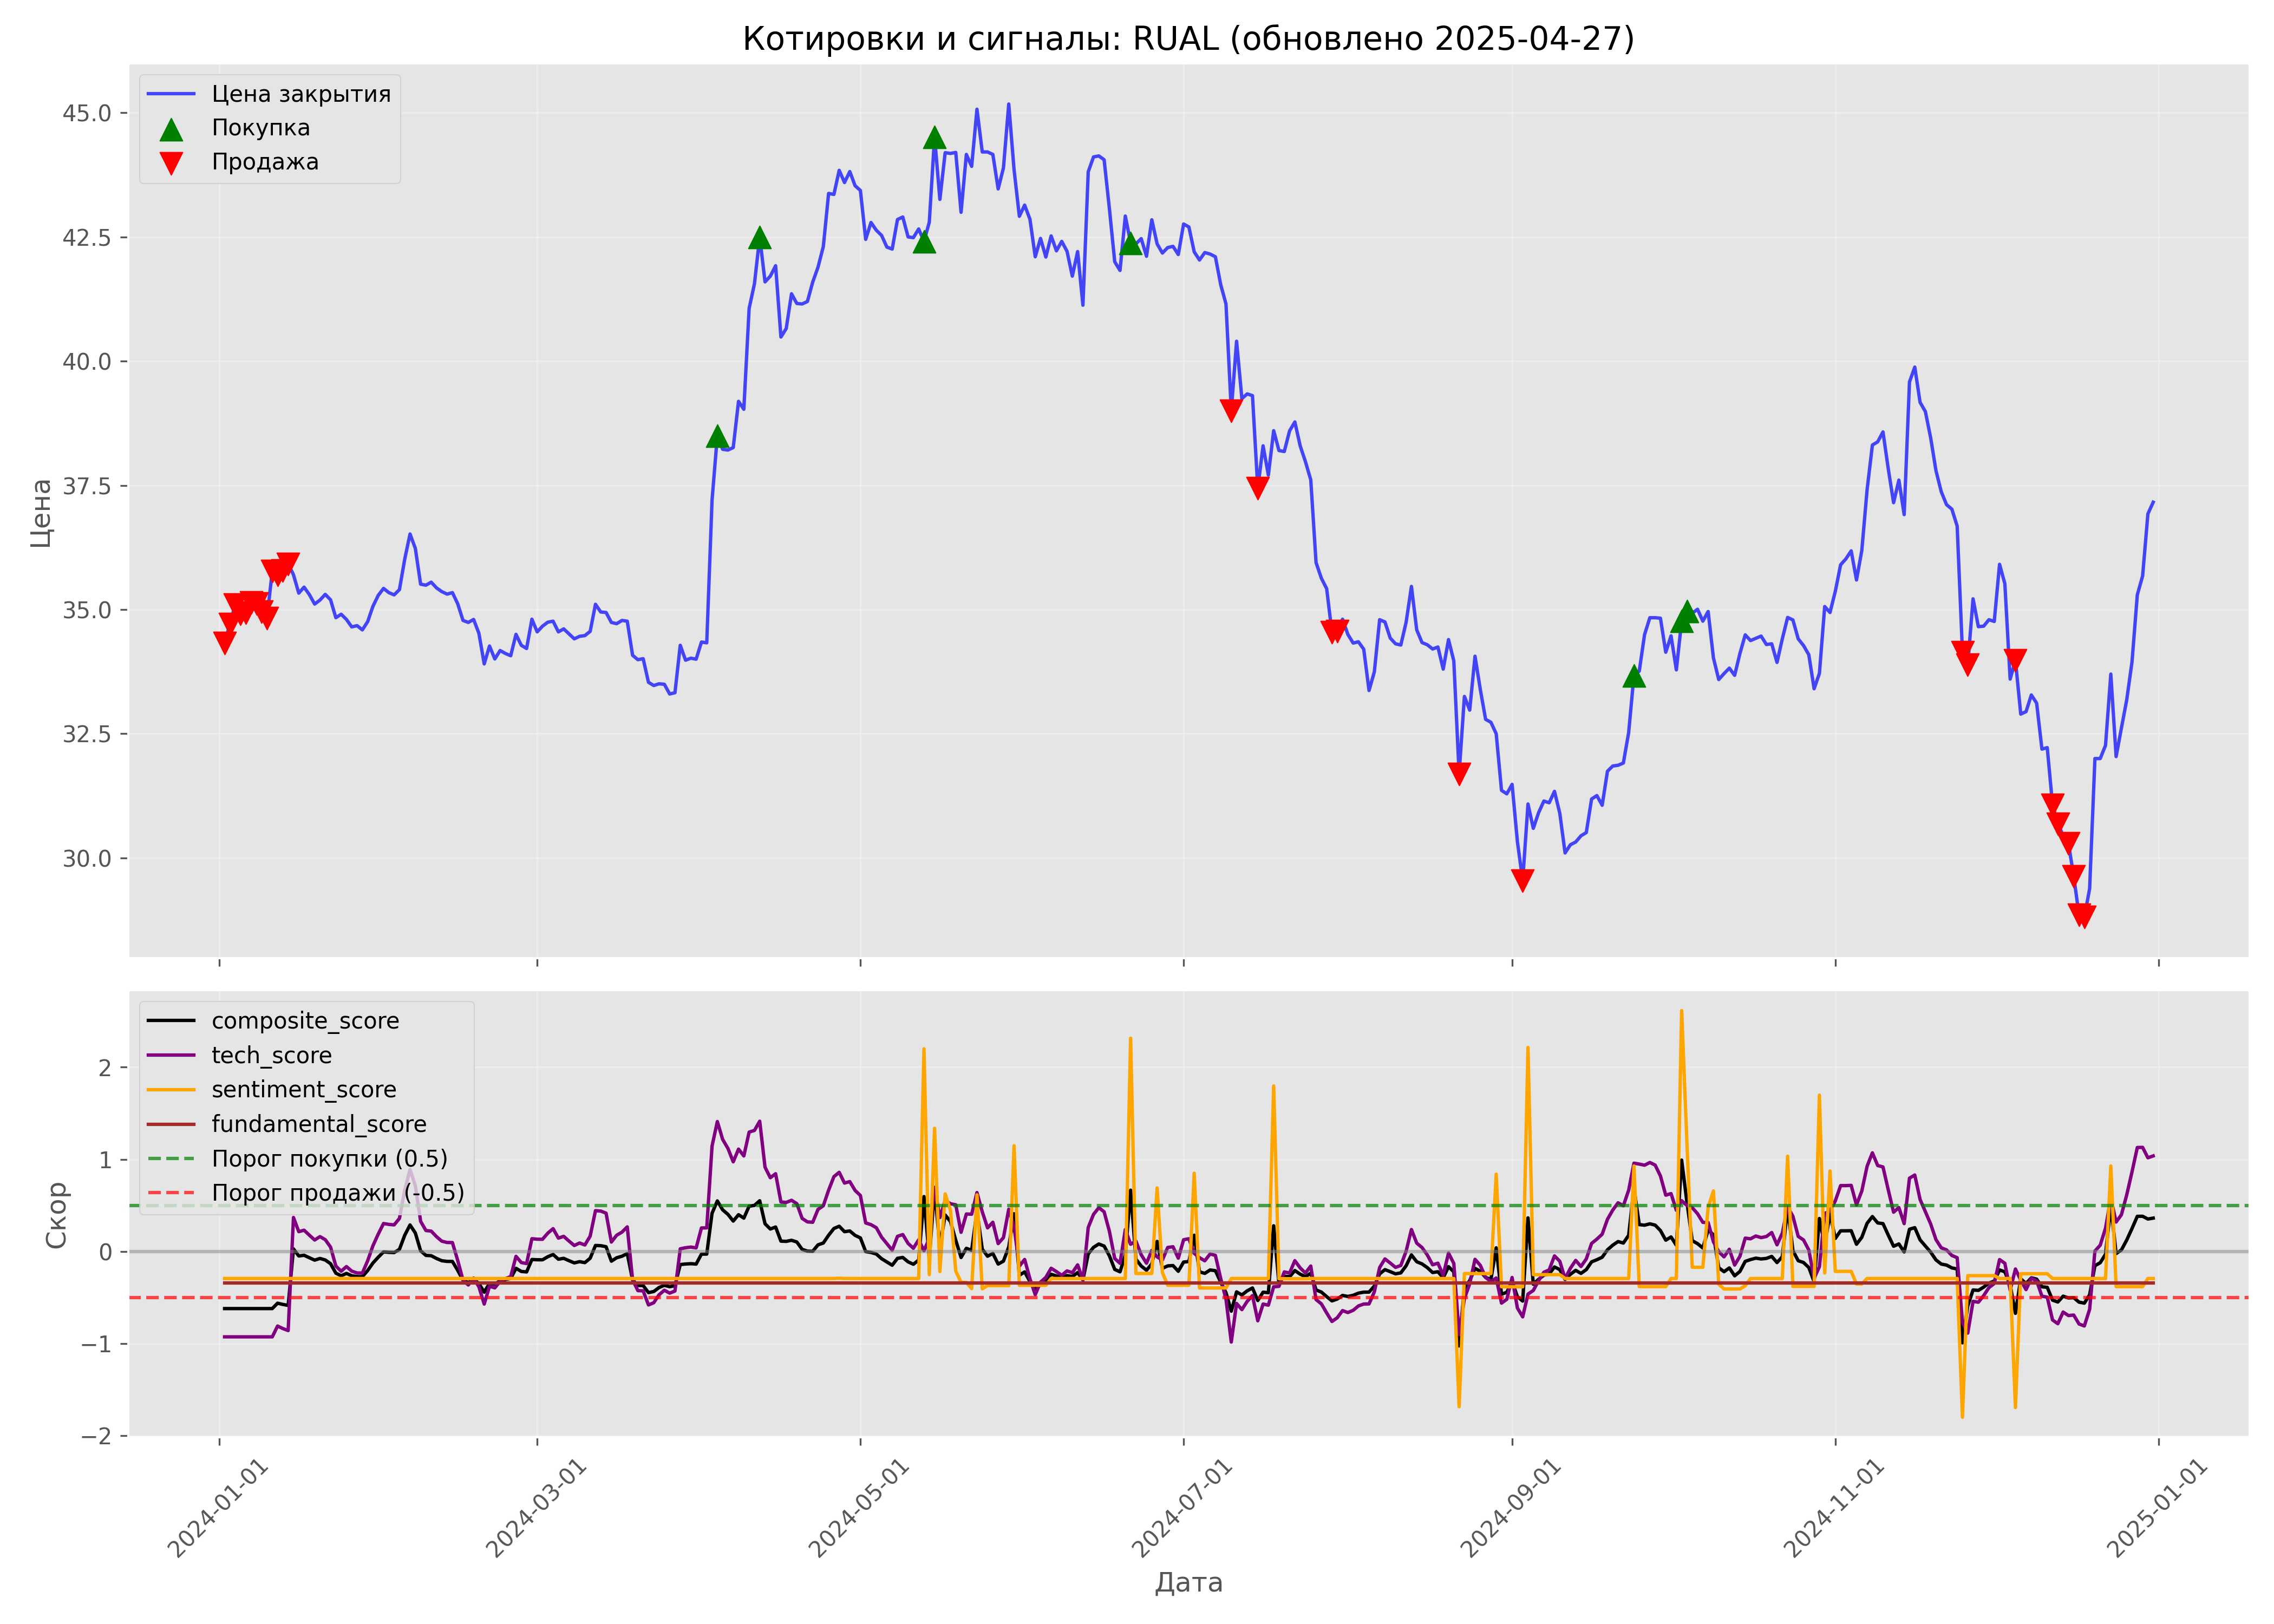 Котировки и сигналы: RUAL (обновлено 2025-04-27)
Цена закрытия
Покупка
Продажа
45.0
42.5
40.0
37.5
35.0
32.5
30.0
Цена
composite_score
tech_score
sentiment_score
fundamental_score
Порог покупки (0.5)
Порог продажи (-0.5)
2
1
0
−1
−2
Скор
2024-01-01
2024-03-01
2024-05-01
2024-07-01
2024-09-01
2024-11-01
2025-01-01
Дата